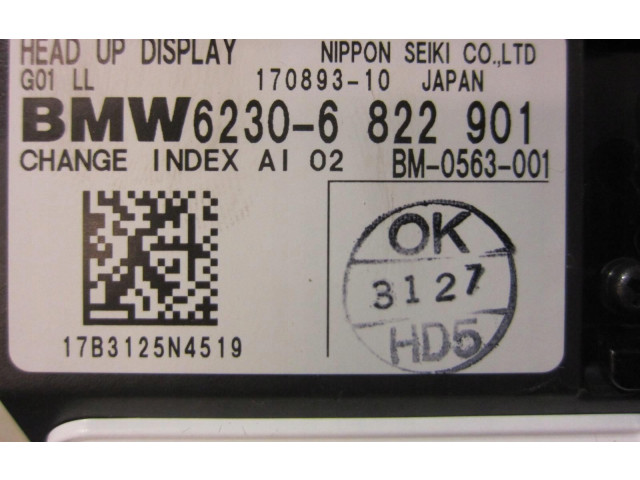 HEAD UP DISPLAY NIPPON SEIKI CO.,LTD
G01 LL 170893-10 JAPAN
BMW6230-6 822 901
CHANGE INDEX AI 02 BM-0563-001
OK
3127
HD5
17B3125N4519